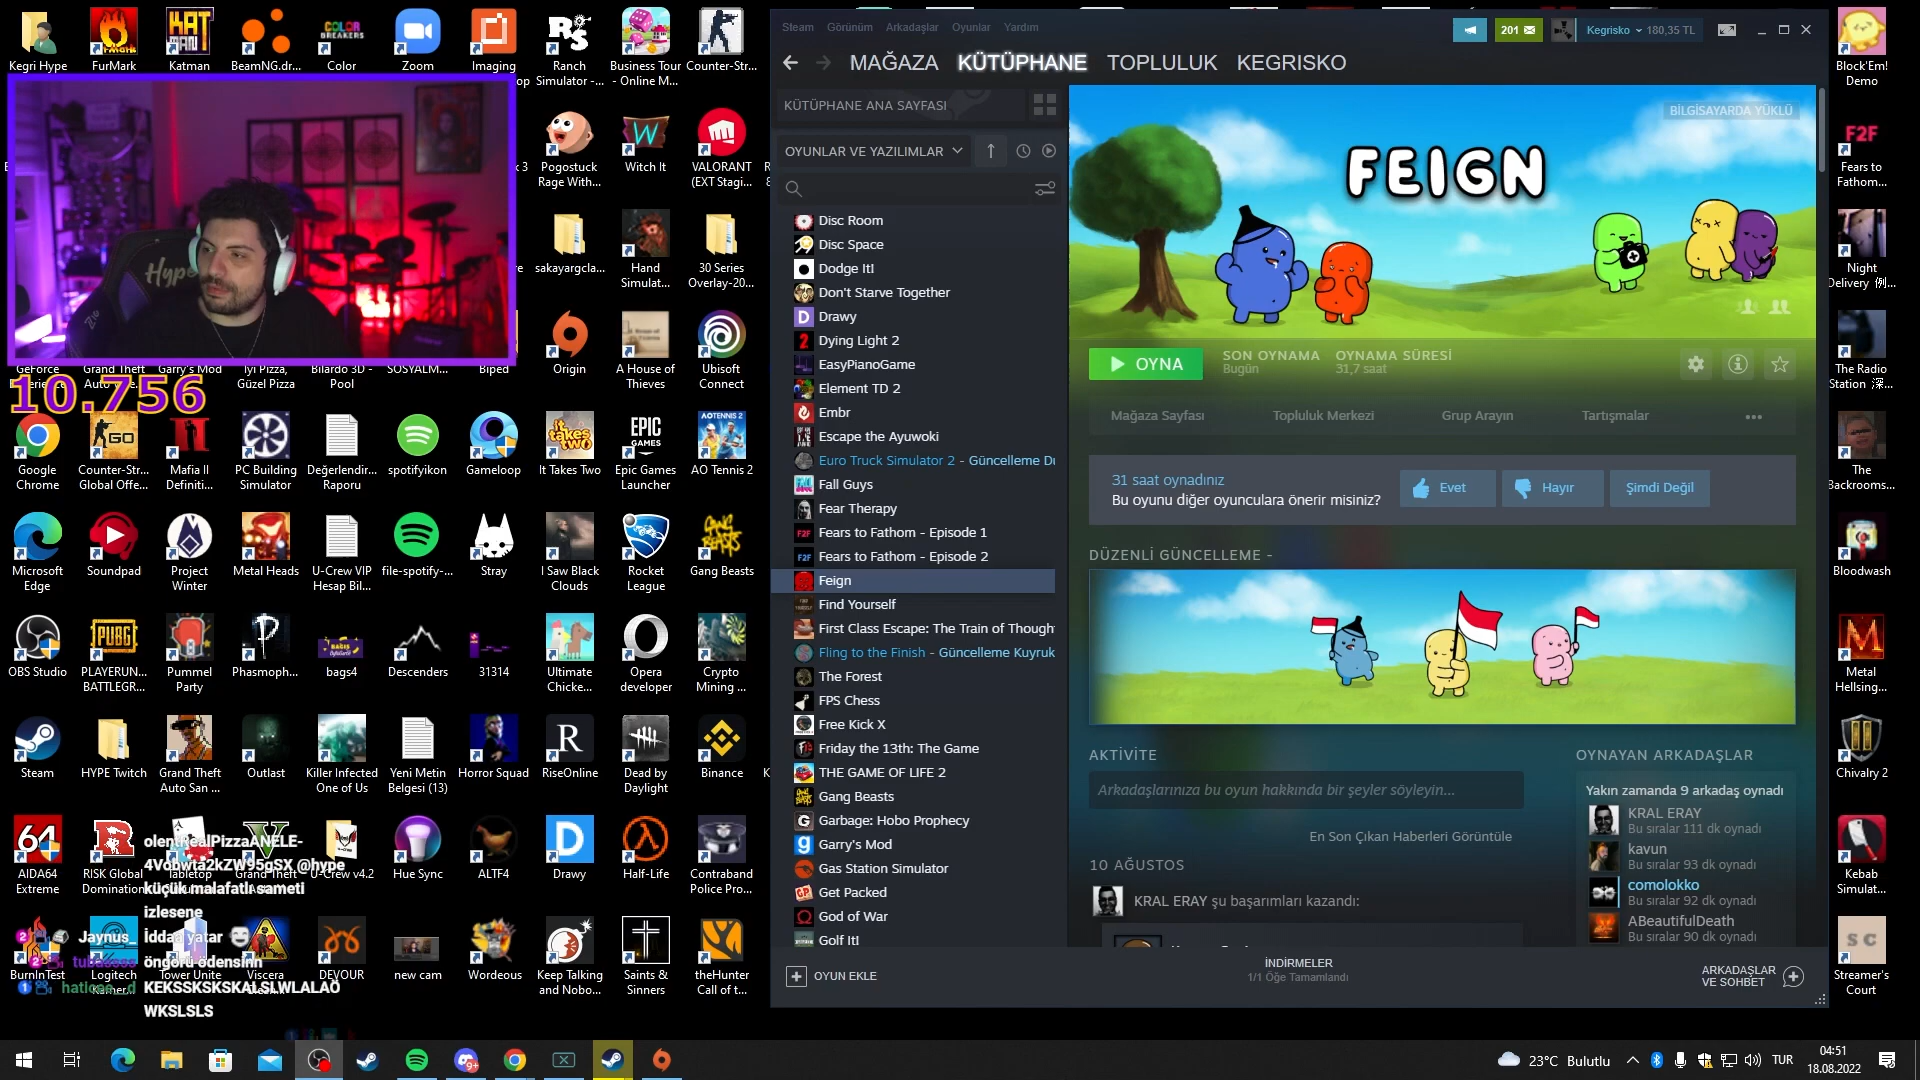 Kegri Hype
FurMark
Katman
BeamNG.dr...
Color
Zoom
Imaging
Ranch
Simulator -...
Business Tour
- Online M...
Counter-Str...
10.756
3
Pogostuck
Rage With...
Witch It
VALORANT
(EXT Stagi...
sakayargcla...
Hand
Simulat...
30 Series
Overlay-20...
Garry's Mod
İyi Pizza,
Güzel Pizza
Bilardo 3D -
Pool
SOSYALM...
Biped
Origin
A House of
Thieves
Ubisoft
Connect
Google
Chrome
Counter-Str...
Global Offe...
Mafia II
Definiti...
PC Building
Simulator
Değerlendir...
Raporu
spotifyikon
Gameloop
It Takes Two
Epic Games
Launcher
AO Tennis 2
Microsoft
Edge
Soundpad
Project
Winter
Metal Heads
U-Crew VIP
Hesap Bil...
file-spotify-...
Stray
I Saw Black
Clouds
Rocket
League
Gang Beasts
OBS Studio
PLAYERUN...
BATTLEGR...
Pummel
Party
Phasmoph...
bags4
Descenders
31314
Ultimate
Chicke...
Opera
developer
Crypto
Mining ...
Steam
HYPE Twitch
Grand Theft
Auto San ...
Outlast
Killer Infected
One of Us
Yeni Metin
Belgesi (13)
Horror Squad
RiseOnline
Dead by
Daylight
Binance
AIDA64
Extreme
RISK Global
Domination
Tabletop
U-Crew v4.2
Hue Sync
ALTF4
Drawy
Half-Life
Contraband
Police Pro...
@hype
küçük malafatlı sameti
izlesene
Jaynus_ İddaa yatar
öngörü ödensinn
KEKSSKSKSKALSLWLALAO
WKSLSLS
BurnInTest
Logitech
Tower Unite
Viscera
DEVOUR
new cam
Wordeous
Keep Talking
and Nobo...
Saints &
Sinners
theHunter
Call of t...
Steam Görünüm Arkadaşlar Oyunlar Yardım
201
Kegrisko
180,35 TL
MAĞAZA KÜTÜPHANE TOPLULUK KEGRISKO
KÜTÜPHANE ANA SAYFASI
OYUNLAR VE YAZILIMLAR
Disc Room
Disc Space
Dodge It!
Don't Starve Together
Drawy
Dying Light 2
EasyPianoGame
Element TD 2
Embr
Escape the Ayuwoki
Euro Truck Simulator 2 - Güncelleme Du
Fall Guys
Fear Therapy
Fears to Fathom - Episode 1
Fears to Fathom - Episode 2
Feign
Find Yourself
First Class Escape: The Train of Though
Fling to the Finish - Güncelleme Kuyruk
The Forest
FPS Chess
Free Kick X
Friday the 13th: The Game
THE GAME OF LIFE 2
Gang Beasts
Garbage: Hobo Prophecy
Garry's Mod
Gas Station Simulator
Get Packed
God of War
Golf It!
OYUN EKLE
BİLGİSAYARDA YÜKLÜ
FEIGN
OYNA
SON OYNAMA
Bugün
OYNAMA SÜRESİ
31,7 saat
Mağaza Sayfası Topluluk Merkezi Grup Arayın Tartışmalar
31 saat oynadınız
Bu oyunu diğer oyunculara önerir misiniz?
Evet
Hayır
Şimdi Değil
DÜZENLİ GÜNCELLEME -
AKTİVİTE
Arkadaşlarınıza bu oyun hakkında bir şeyler söyleyin...
En Son Çıkan Haberleri Görüntüle
10 AĞUSTOS
KRAL ERAY şu başarımları kazandı:
OYNAYAN ARKADAŞLAR
Yakın zamanda 9 arkadaş oynadı
KRAL ERAY
Bu sıralar 111 dk oynadı
kavun
Bu sıralar 93 dk oynadı
comolokko
Bu sıralar 92 dk oynadı
ABeautifulDeath
Bu sıralar 90 dk oynadı
İNDİRMELER
1/1 Öğe Tamamlandı
ARKADAŞLAR
VE SOHBET
Block'Em!
Demo
Fears to
Fathom...
Night
Delivery
The Radio
Station
The
Backrooms...
Bloodwash
Metal
Hellsing...
Chivalry 2
Kebab
Simulat...
Streamer's
Court
23°C Bulutlu
TUR
04:51
18.08.2022